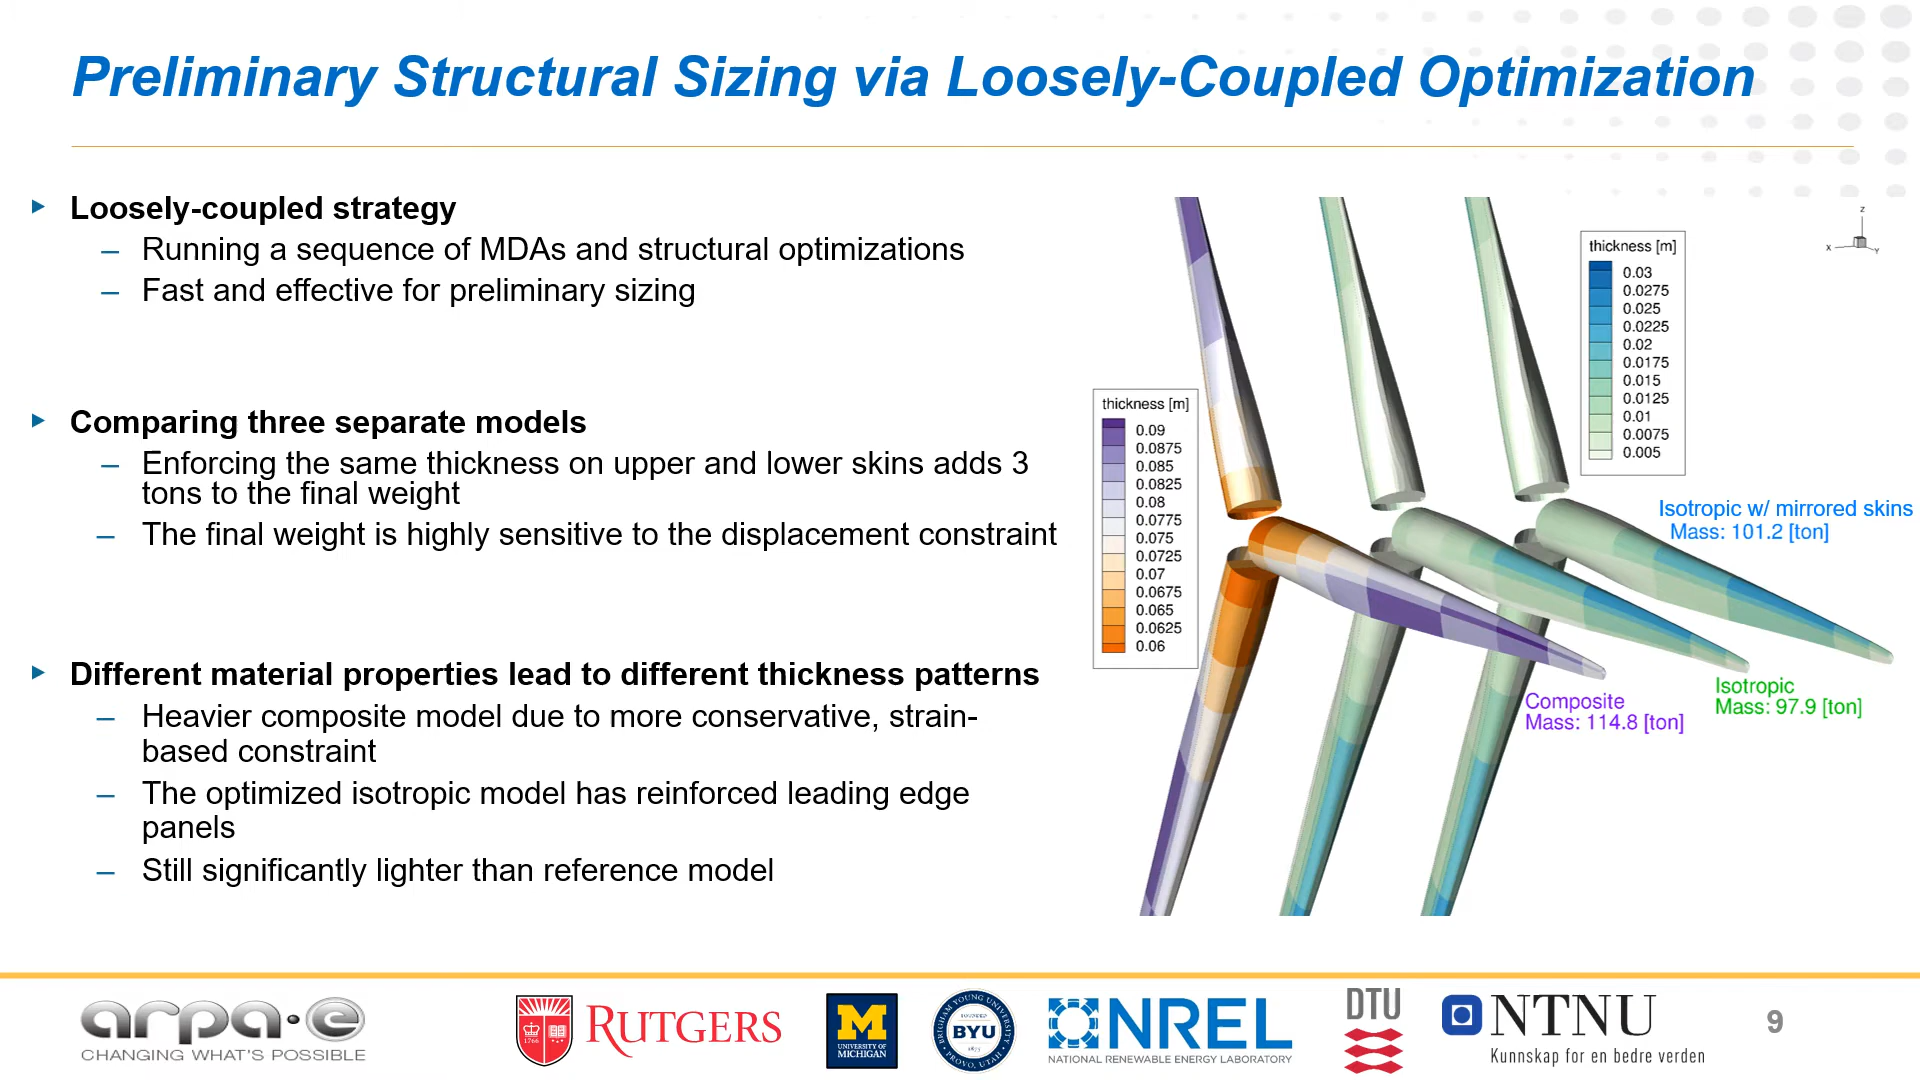 Preliminary Structural Sizing via Loosely-Coupled Optimization
Loosely-coupled strategy
– Running a sequence of MDAs and structural optimizations
– Fast and effective for preliminary sizing
Comparing three separate models
– Enforcing the same thickness on upper and lower skins adds 3
tons to the final weight
– The final weight is highly sensitive to the displacement constraint
Different material properties lead to different thickness patterns
– Heavier composite model due to more conservative, strain-
based constraint
– The optimized isotropic model has reinforced leading edge
panels
– Still significantly lighter than reference model
thickness [m]
0.09
0.0875
0.085
0.0825
0.08
0.0775
0.075
0.0725
0.07
0.0675
0.065
0.0625
0.06
thickness [m]
0.03
0.0275
0.025
0.0225
0.02
0.0175
0.015
0.0125
0.01
0.0075
0.005
Z
X
Y
Isotropic w/ mirrored skins
Mass: 101.2 [ton]
Isotropic
Mass: 97.9 [ton]
Composite
Mass: 114.8 [ton]
arpa·e
CHANGING WHAT'S POSSIBLE
1766
RUTGERS
M
UNIVERSITY OF
MICHIGAN
BRIGHAM YOUNG UNIVERSITY
FOUNDED
BYU
1875
PROVO, UTAH
NREL
NATIONAL RENEWABLE ENERGY LABORATORY
DTU
NTNU
Kunnskap for en bedre verden
9